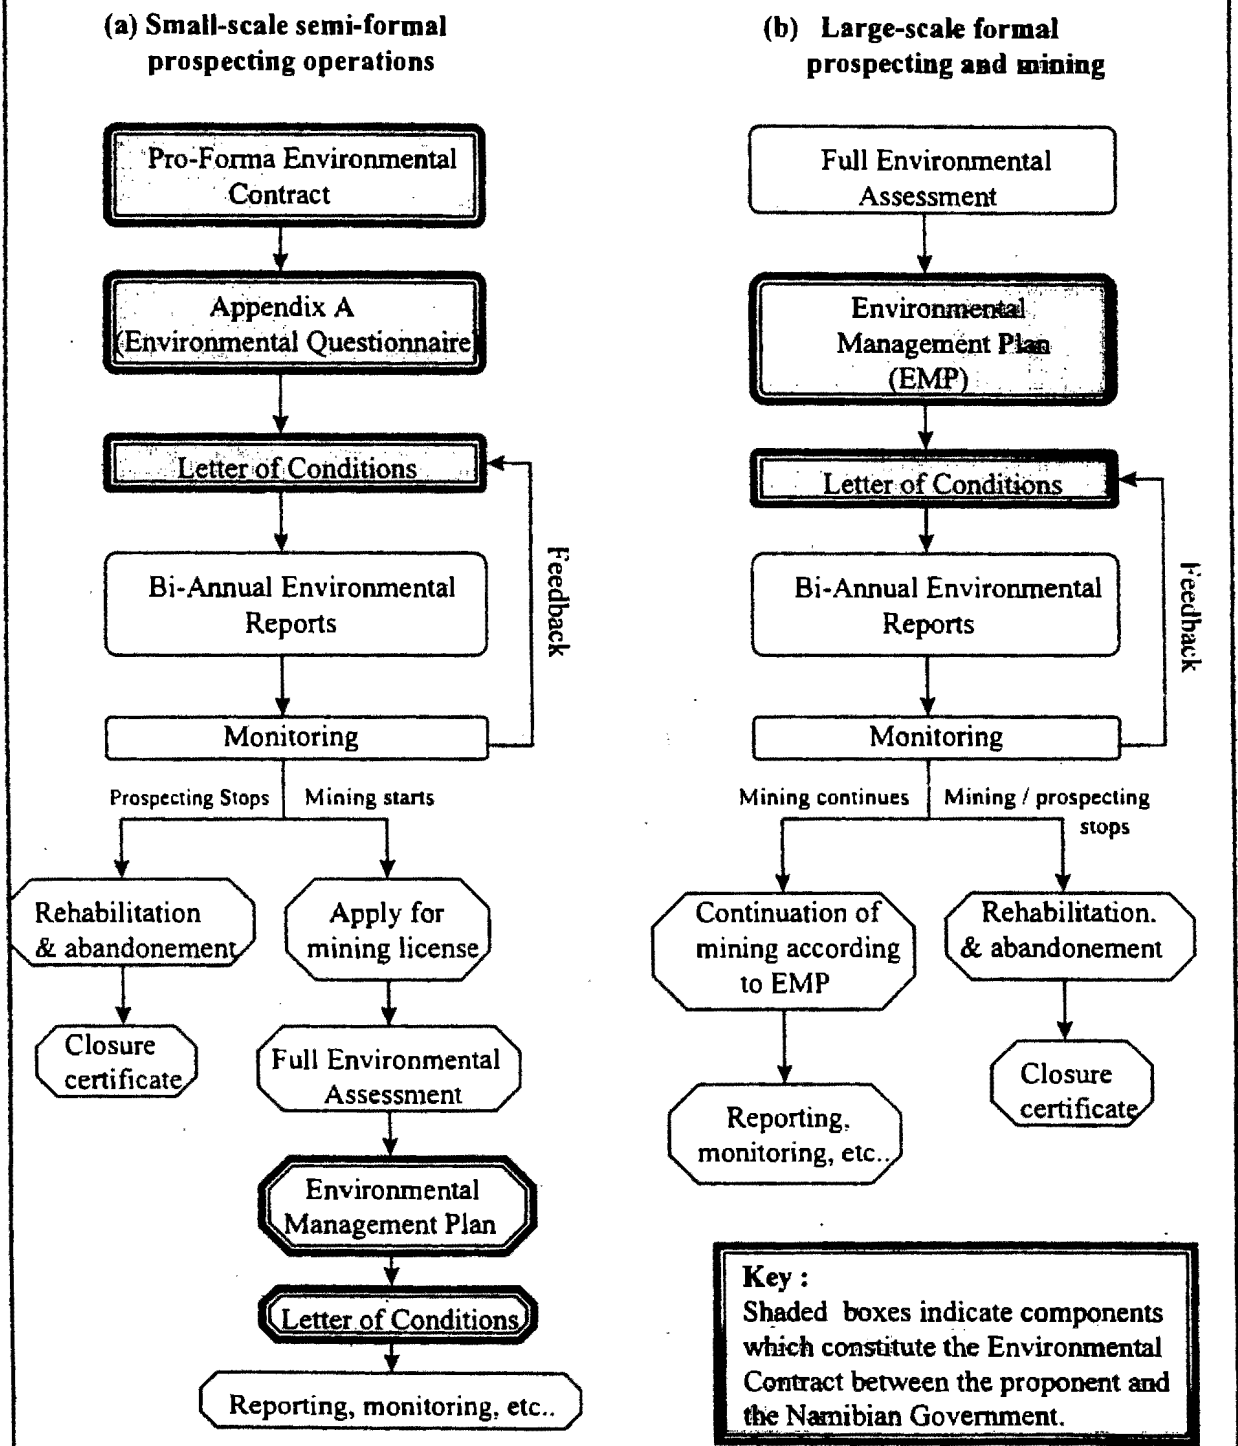 (a) Small-scale semi-formal
prospecting operations
Pro-Forma Environmental
Contract
Appendix A
(Environmental Questionnaire)
Letter of Conditions
Bi-Annual Environmental
Reports
Feedback
Monitoring
Prospecting Stops
Mining starts
Rehabilitation
& abandonement
Closure
certificate
Apply for
mining license
Full Environmental
Assessment
Environmental
Management Plan
Letter of Conditions
Reporting, monitoring, etc..
(b) Large-scale formal
prospecting and mining
Full Environmental
Assessment
Environmental
Management Plan
(EMP)
Letter of Conditions
Bi-Annual Environmental
Reports
Feedback
Monitoring
Mining continues
Mining / prospecting
stops
Continuation of
mining according
to EMP
Reporting,
monitoring, etc..
Rehabilitation.
& abandonement
Closure
certificate
Key :
Shaded boxes indicate components
which constitute the Environmental
Contract between the proponent and
the Namibian Government.